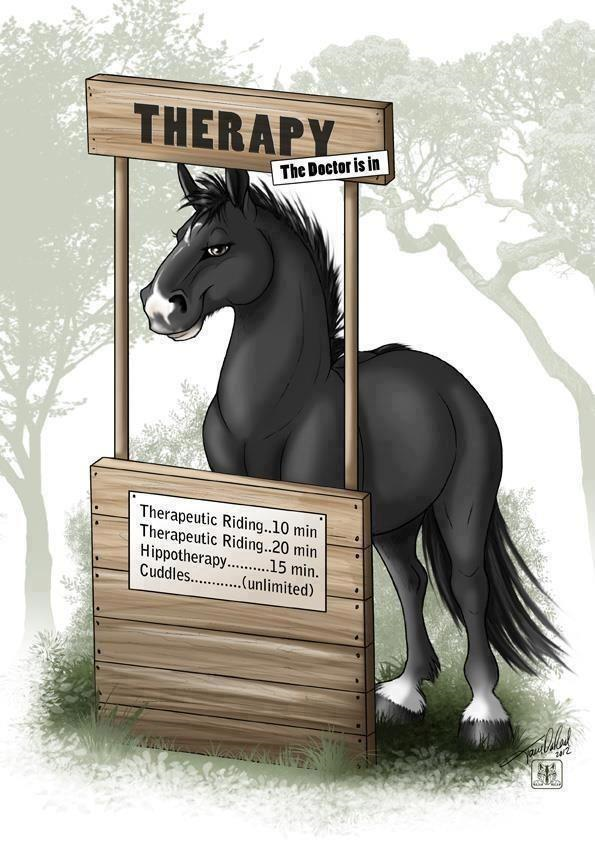 THERAPY
The Doctor is in
Therapeutic Riding..10 min
Therapeutic Riding..20 min
Hippotherapy..........15 min.
Cuddles............(unlimited)
2012